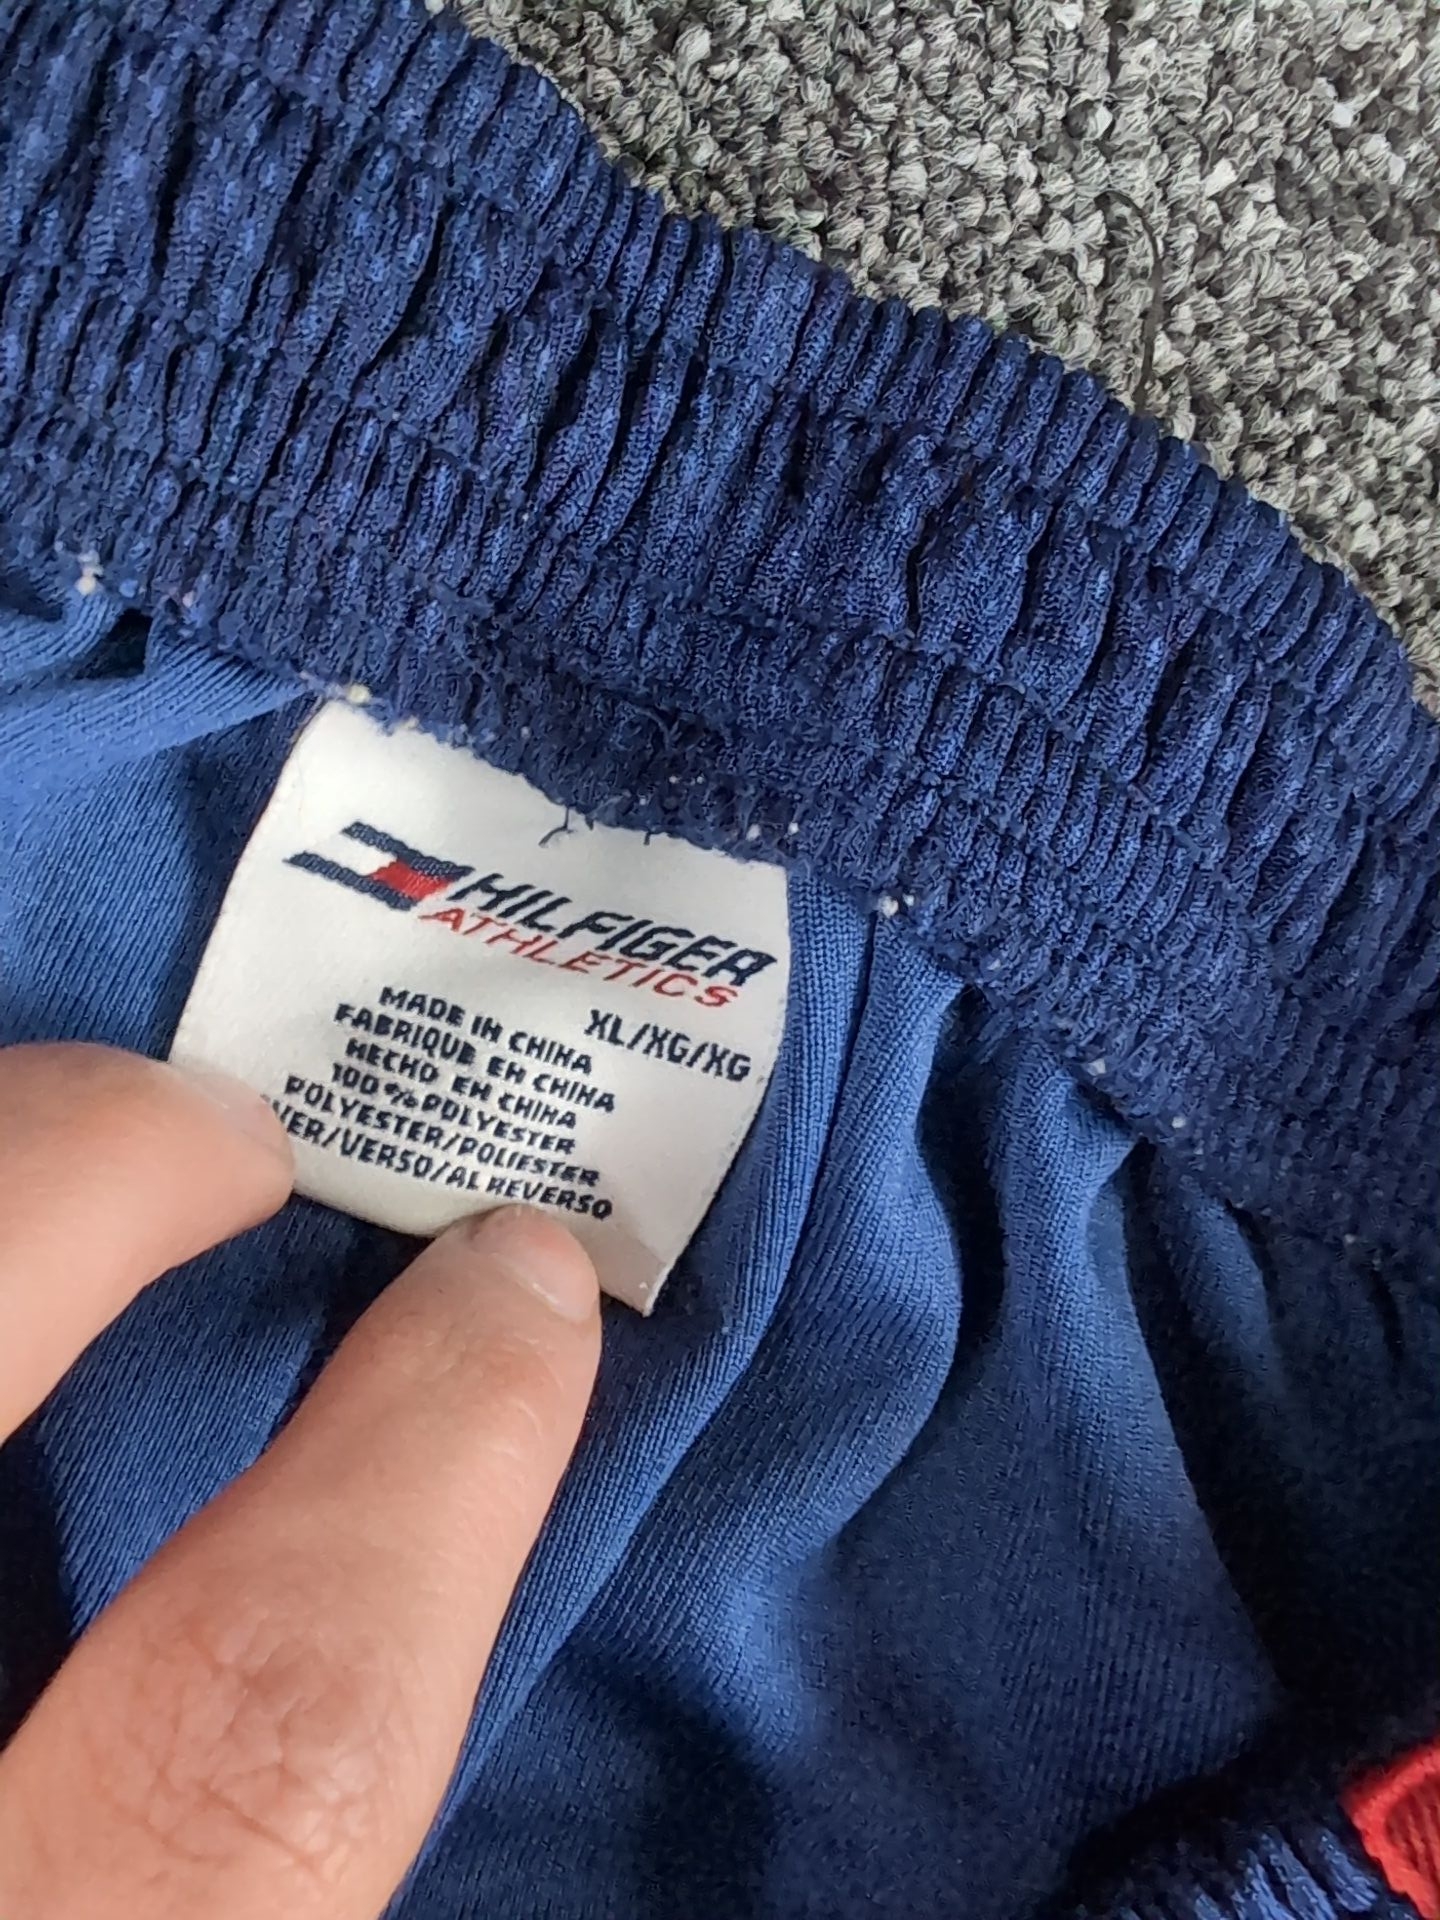 HILFIGER
ATHLETICS
XL/XG/XG
MADE IN CHINA
FABRIQUE EN CHINA
HECHO EN CHINA
100% POLYESTER
POLYESTER/POLIESTER
VER/VERSO/AL REVERSO